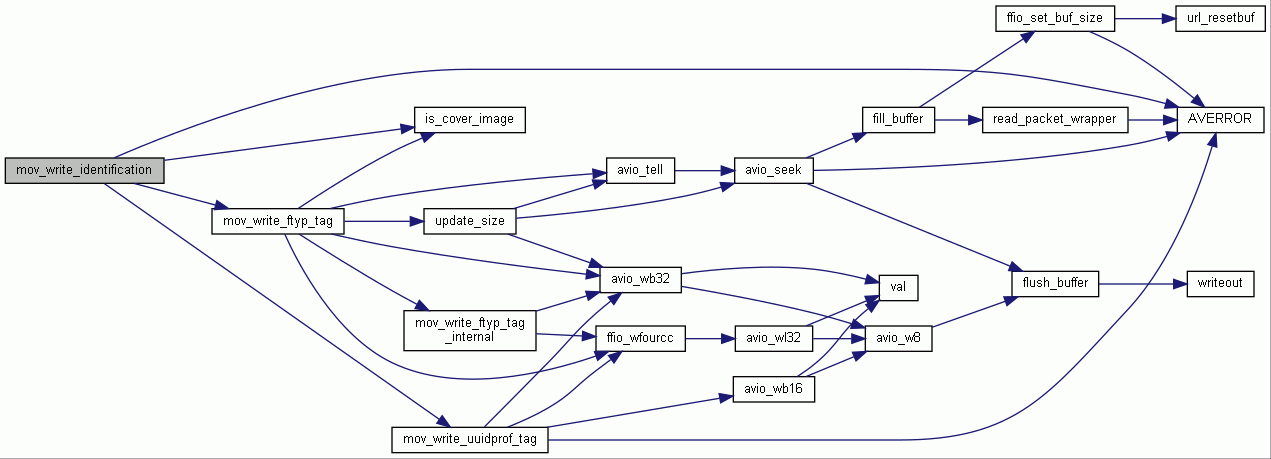 ffio_set_buf_size
url_resetbuf
is_cover_image
fill_buffer
read_packet_wrapper
AVERROR
mov_write_identification
avio_tell
avio_seek
mov_write_ftyp_tag
update_size
avio_wb32
val
flush_buffer
writeout
mov_write_ftyp_tag
_internal
ffio_wfourcc
avio_wl32
avio_w8
avio_wb16
mov_write_uuidprof_tag